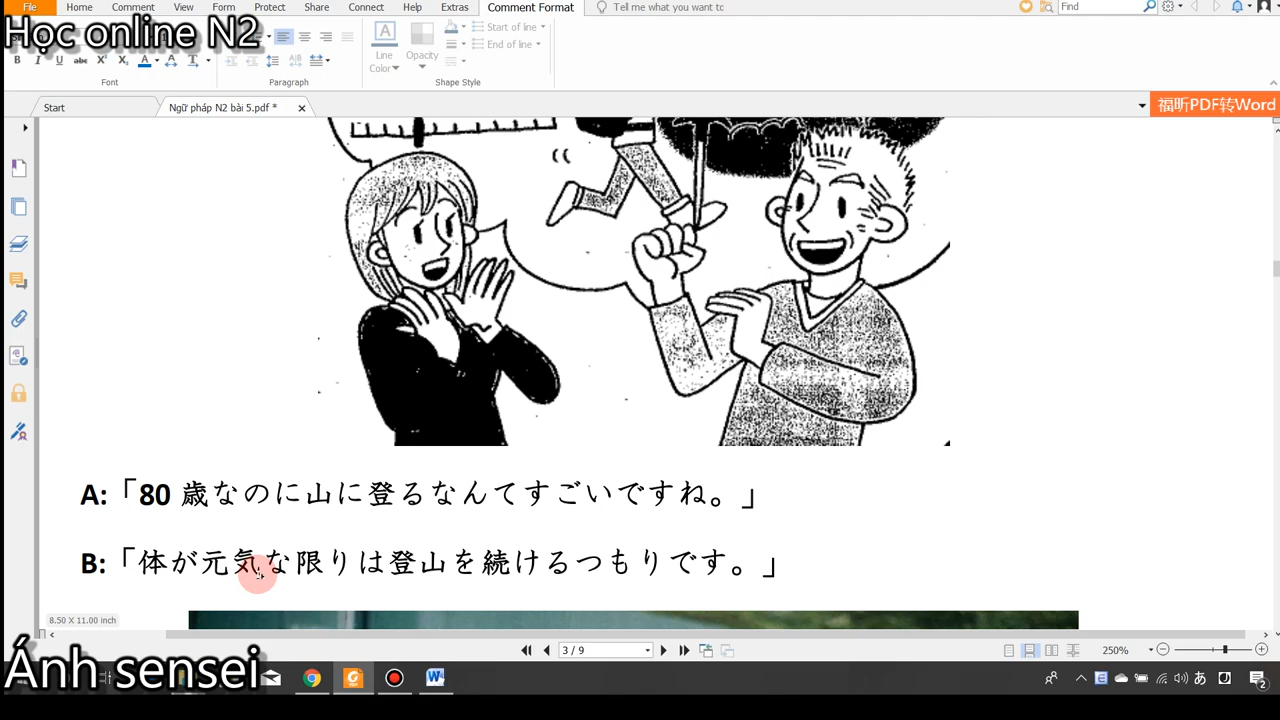 File Home Comment View Form Protect Share Connect Help Extras Comment Format Tell me what you want to Find
Học online N2
Start of line
End of line
Line Color
Opacity
Font Paragraph Shape Style
Start Ngữ pháp N2 bài 5.pdf * 福昕PDF转Word
A:「80 歳なのに山に登るなんてすごいですね。」
B:「体が元気な限りは登山を続けるつもりです。」
8.50 X 11.00 inch
3 / 9
250%
Ánh sensei
あ
2